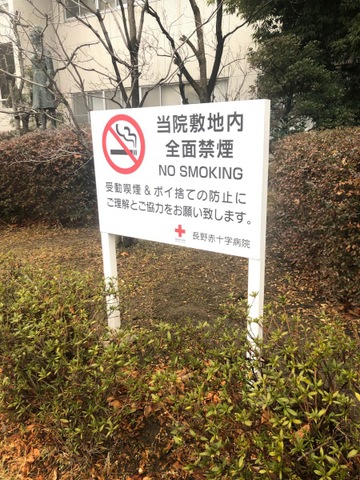 当院敷地内
全面禁煙
NO SMOKING
受動喫煙&ポイ捨ての防止に
ご理解とご協力をお願い致します。
長野赤十字病院